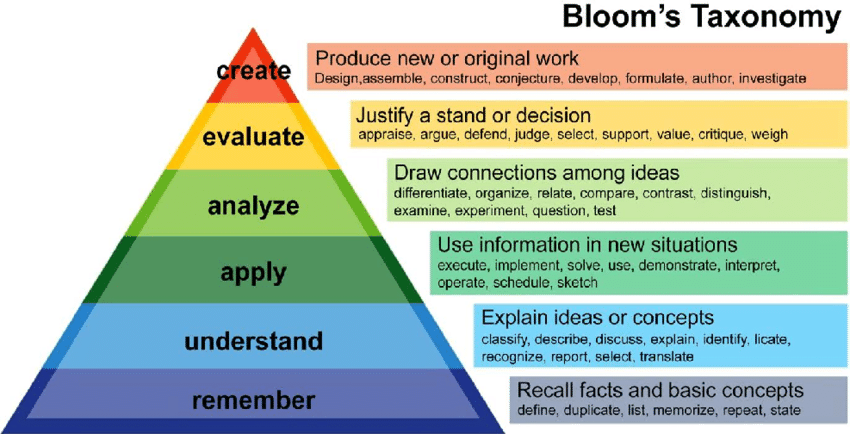 Bloom's Taxonomy
create
Produce new or original work
Design,assemble, construct, conjecture, develop, formulate, author, investigate
evaluate
Justify a stand or decision
appraise, argue, defend, judge, select, support, value, critique, weigh
analyze
Draw connections among ideas
differentiate, organize, relate, compare, contrast, distinguish,
examine, experiment, question, test
apply
Use information in new situations
execute, implement, solve, use, demonstrate, interpret,
operate, schedule, sketch
understand
Explain ideas or concepts
classify, describe, discuss, explain, identify, licate,
recognize, report, select, translate
remember
Recall facts and basic concepts
define, duplicate, list, memorize, repeat, state